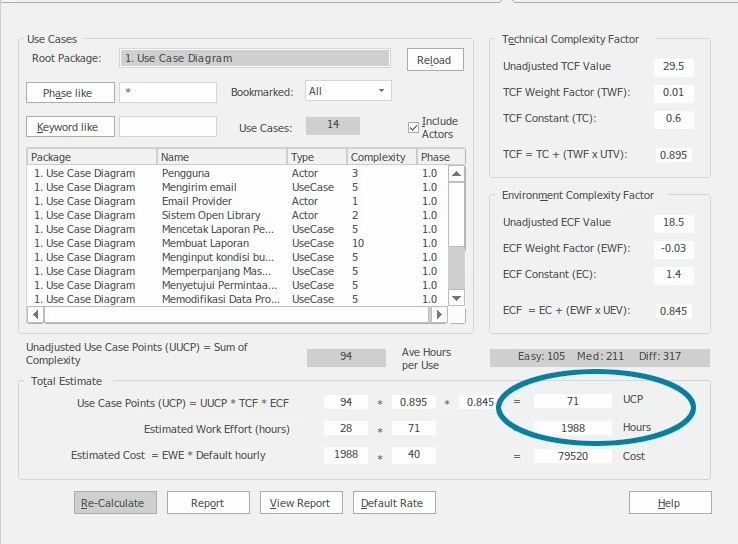 Use Cases
Root Package: 1. Use Case Diagram Reload
Phase like * Bookmarked: All
Keyword like Use Cases: 14 Include Actors
Package Name Type Complexity Phase
1. Use Case Diagram Pengguna Actor 3 1.0
1. Use Case Diagram Mengirim email UseCase 5 1.0
1. Use Case Diagram Email Provider Actor 1 1.0
1. Use Case Diagram Sistem Open Library Actor 2 1.0
1. Use Case Diagram Mencetak Laporan Pe... UseCase 5 1.0
1. Use Case Diagram Membuat Laporan UseCase 10 1.0
1. Use Case Diagram Menginput kondisi bu... UseCase 5 1.0
1. Use Case Diagram Memperpanjang Mas... UseCase 5 1.0
1. Use Case Diagram Menyetujui Permintaa... UseCase 5 1.0
1. Use Case Diagram Memodifikasi Data Pro... UseCase 5 1.0
Technical Complexity Factor
Unadjusted TCF Value 29.5
TCF Weight Factor (TWF): 0.01
TCF Constant (TC): 0.6
TCF = TC + (TWF x UTV): 0.895
Environment Complexity Factor
Unadjusted ECF Value 18.5
ECF Weight Factor (EWF): -0.03
ECF Constant (EC): 1.4
ECF = EC + (EWF x UEV): 0.845
Unadjusted Use Case Points (UUCP) = Sum of Complexity 94
Ave Hours per Use Easy: 105 Med: 211 Diff: 317
Total Estimate
Use Case Points (UCP) = UUCP * TCF * ECF 94 * 0.895 * 0.845 = 71 UCP
Estimated Work Effort (hours) 28 * 71 1988 Hours
Estimated Cost = EWE * Default hourly 1988 * 40 = 79520 Cost
Re-Calculate Report View Report Default Rate Help